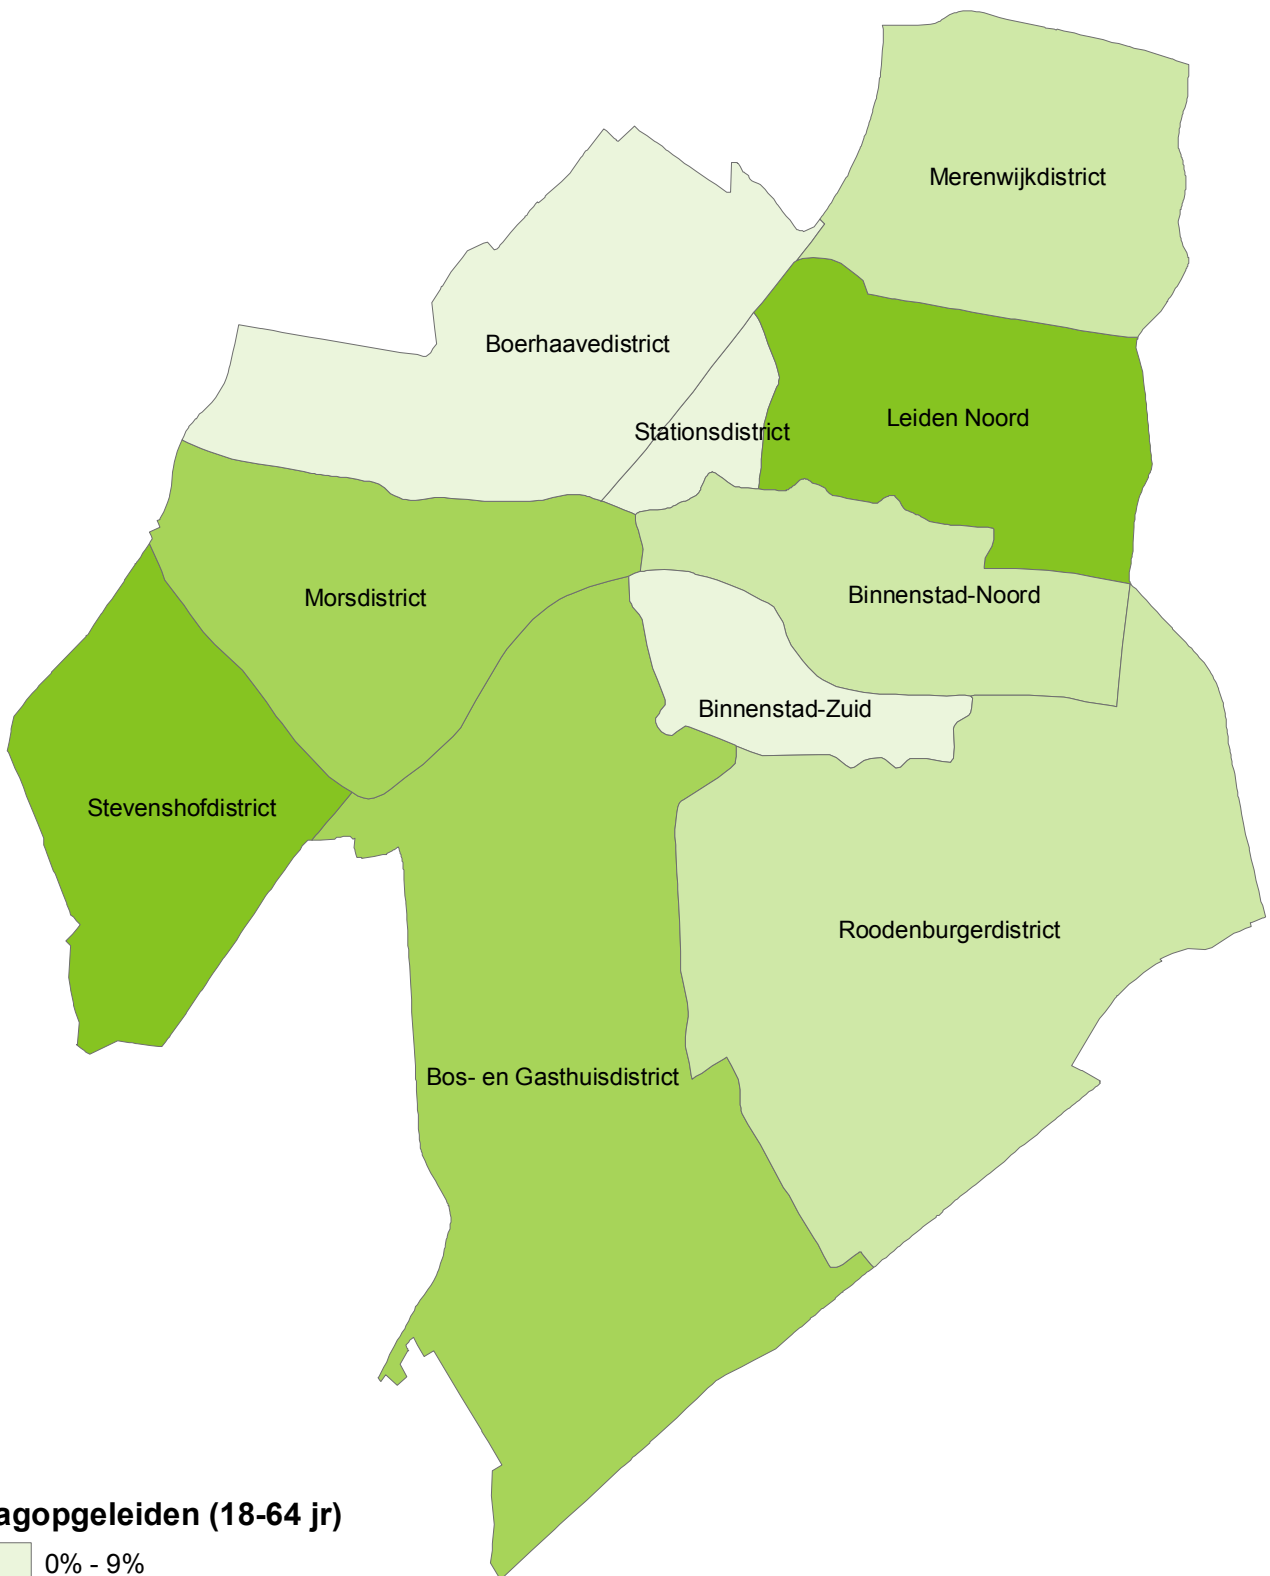 Merenwijkdistrict
Boerhaavedistrict
Leiden Noord
Stationsdistrict
Binnenstad-Noord
Morsdistrict
Binnenstad-Zuid
Stevenshofdistrict
Roodenburgerdistrict
Bos- en Gasthuisdistrict
agopgeleiden (18-64 jr)
0% - 9%